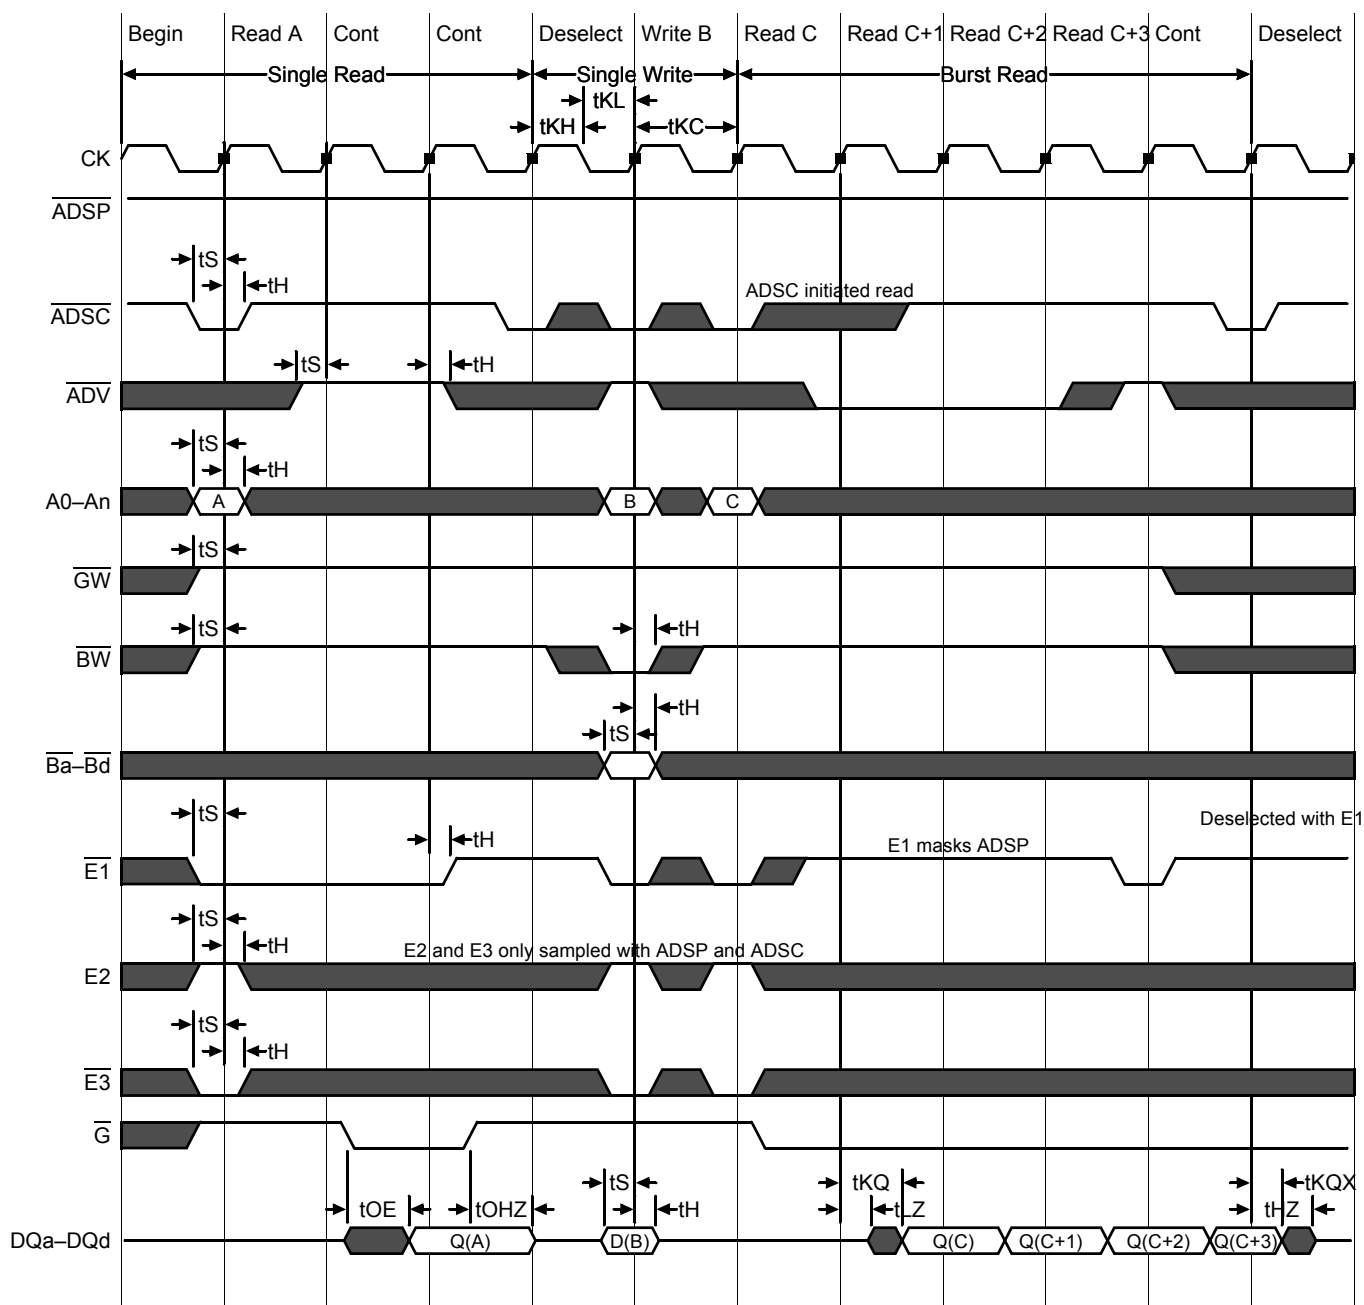 Begin Read A Cont Cont Deselect Write B Read C Read C+1 Read C+2 Read C+3 Cont Deselect
Single Read Single Write Burst Read
tKL
tKH tKC
CK
ADSP
tS
tH
ADSC initiated read
ADSC
tS tH
ADV
tS
tH
A0–An A B C
tS
GW
tS tH
BW
tH
tS
Ba–Bd
tS
Deselected with E1
tH
E1 masks ADSP
E1
tS
tH
E2 and E3 only sampled with ADSP and ADSC
E2
tS
tH
E3
G
tS tKQ tKQX
tOE tOHZ tH tLZ tHZ
DQa–DQd Q(A) D(B) Q(C) Q(C+1) Q(C+2) Q(C+3)